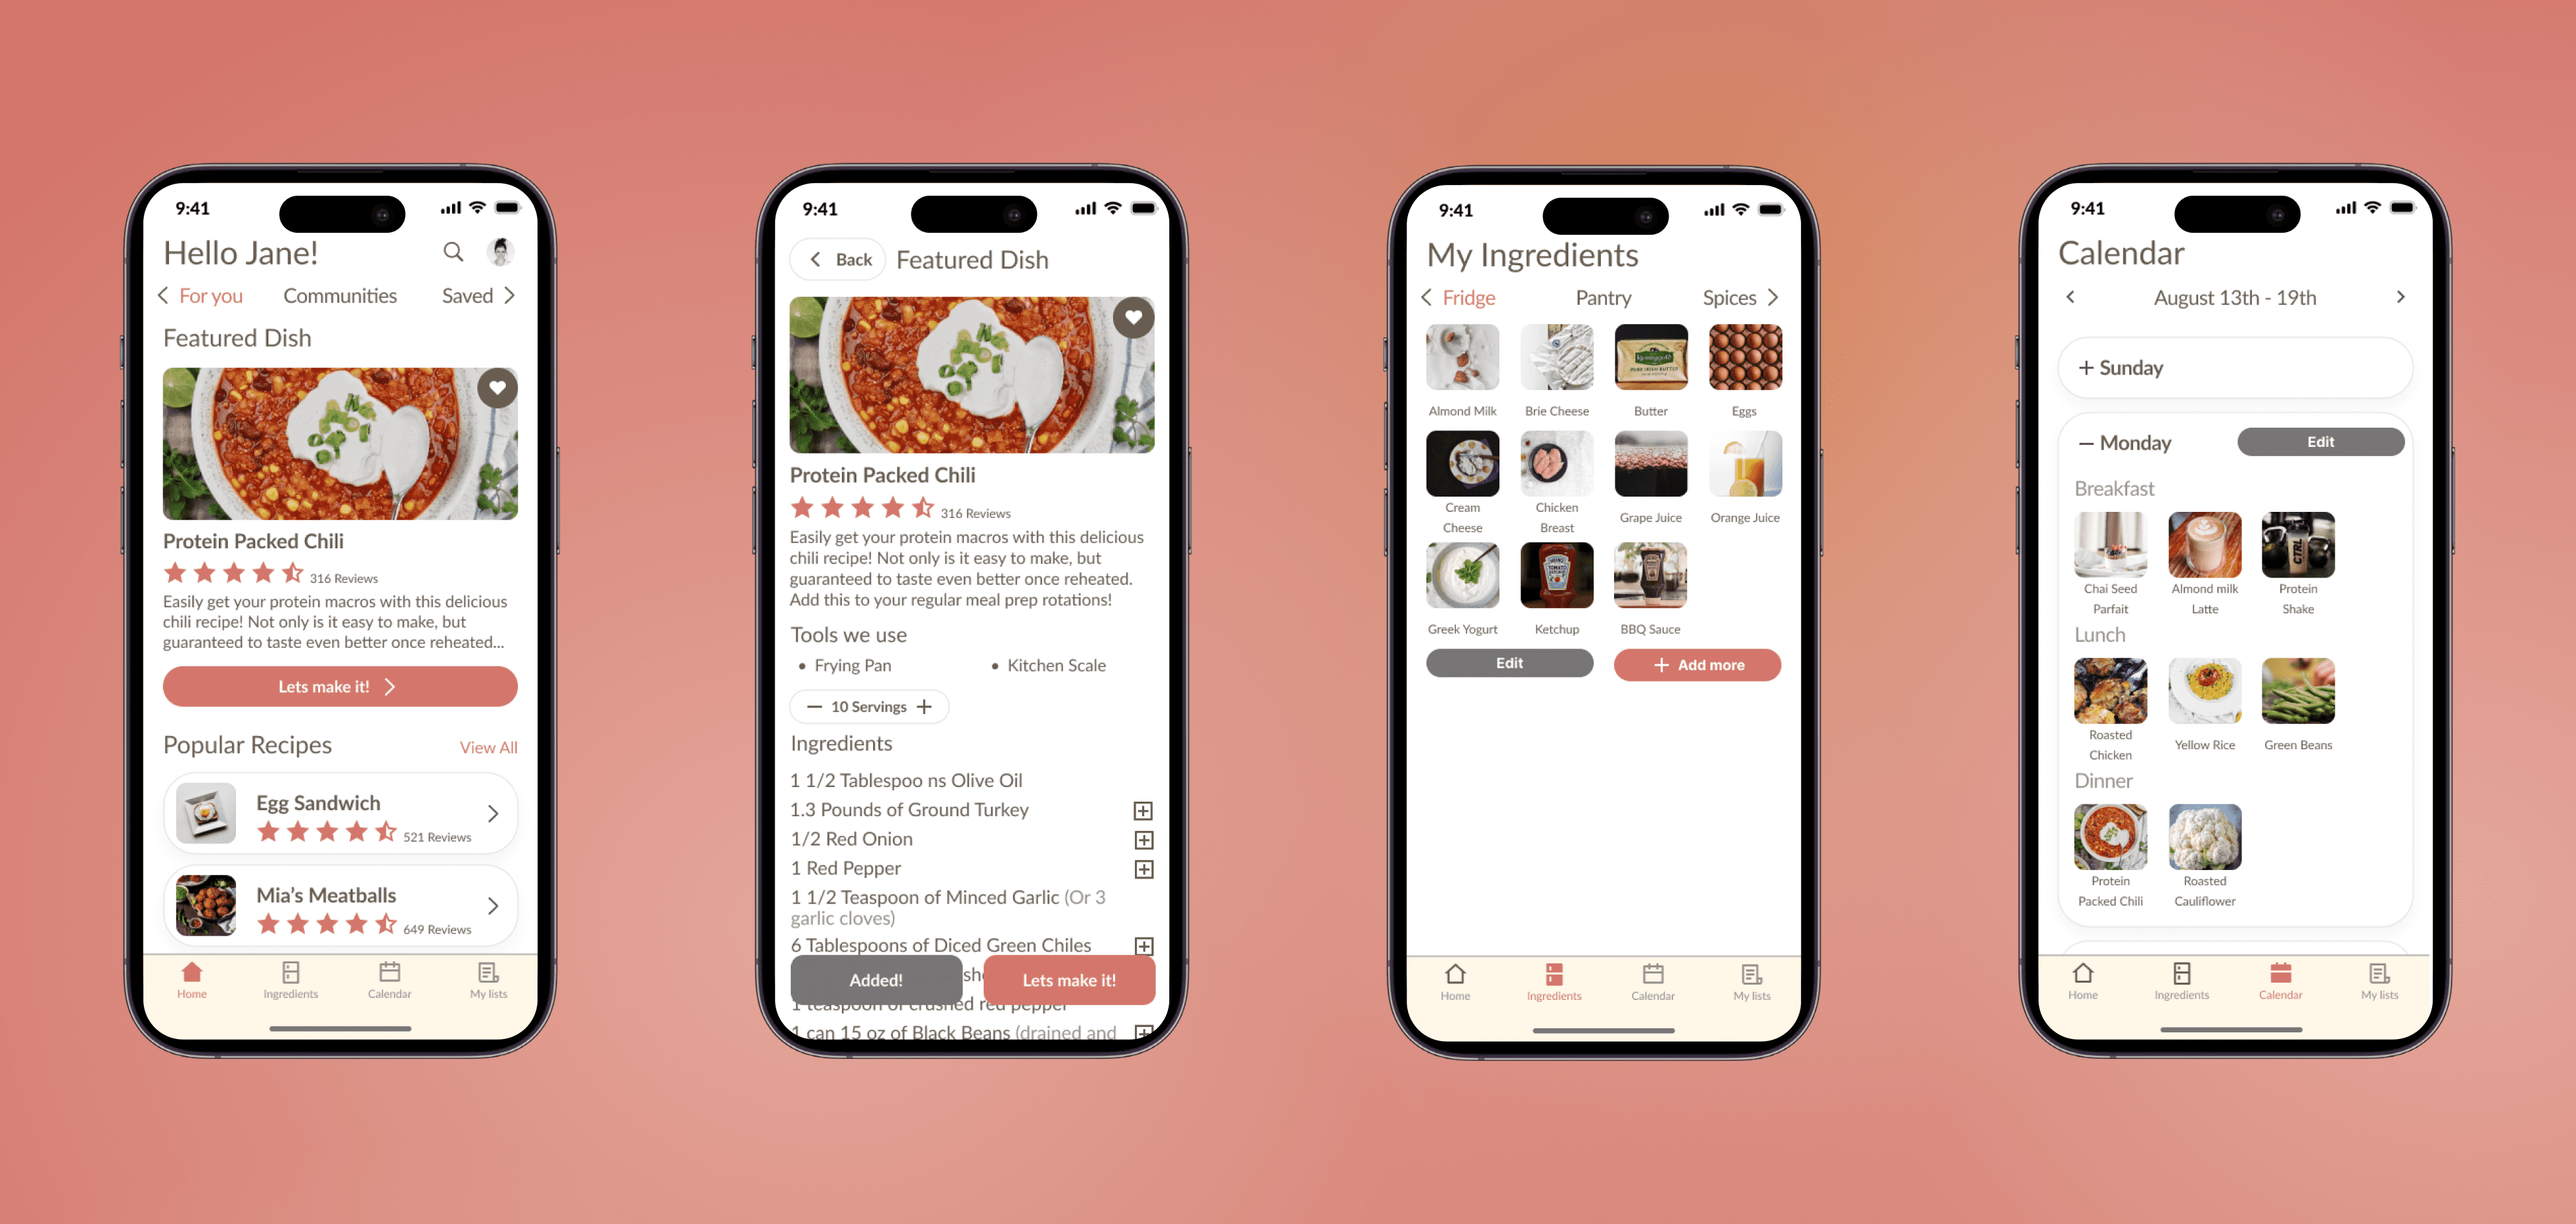 9:41
Hello Jane!
For you Communities Saved
Featured Dish
Protein Packed Chili
316 Reviews
Easily get your protein macros with this delicious
chili recipe! Not only is it easy to make, but
guaranteed to taste even better once reheated...
Lets make it!
Popular Recipes View All
Egg Sandwich
521 Reviews
Mia's Meatballs
649 Reviews
Home Ingredients Calendar My lists
9:41
Back Featured Dish
Protein Packed Chili
316 Reviews
Easily get your protein macros with this delicious
chili recipe! Not only is it easy to make, but
guaranteed to taste even better once reheated.
Add this to your regular meal prep rotations!
Tools we use
• Frying Pan • Kitchen Scale
10 Servings
Ingredients
1 1/2 Tablespoo ns Olive Oil
1.3 Pounds of Ground Turkey
1/2 Red Onion
1 Red Pepper
1 1/2 Teaspoon of Minced Garlic (Or 3
garlic cloves)
6 Tablespoons of Diced Green Chiles
Added! Lets make it!
1 teaspoon of crushed red pepper
1 can 15 oz of Black Beans (drained and
9:41
My Ingredients
Fridge Pantry Spices
Almond Milk Brie Cheese Butter Eggs
Cream
Cheese
Chicken
Breast
Grape Juice Orange Juice
HEINZ
TOMATO
Greek Yogurt Ketchup BBQ Sauce
Edit Add more
Home Ingredients Calendar My lists
9:41
Calendar
August 13th - 19th
Sunday
Monday Edit
Breakfast
CTRL
Chai Seed
Parfait
Almond milk
Latte
Protein
Shake
Lunch
Roasted
Chicken
Yellow Rice Green Beans
Dinner
Protein
Packed Chili
Roasted
Cauliflower
Home Ingredients Calendar My lists